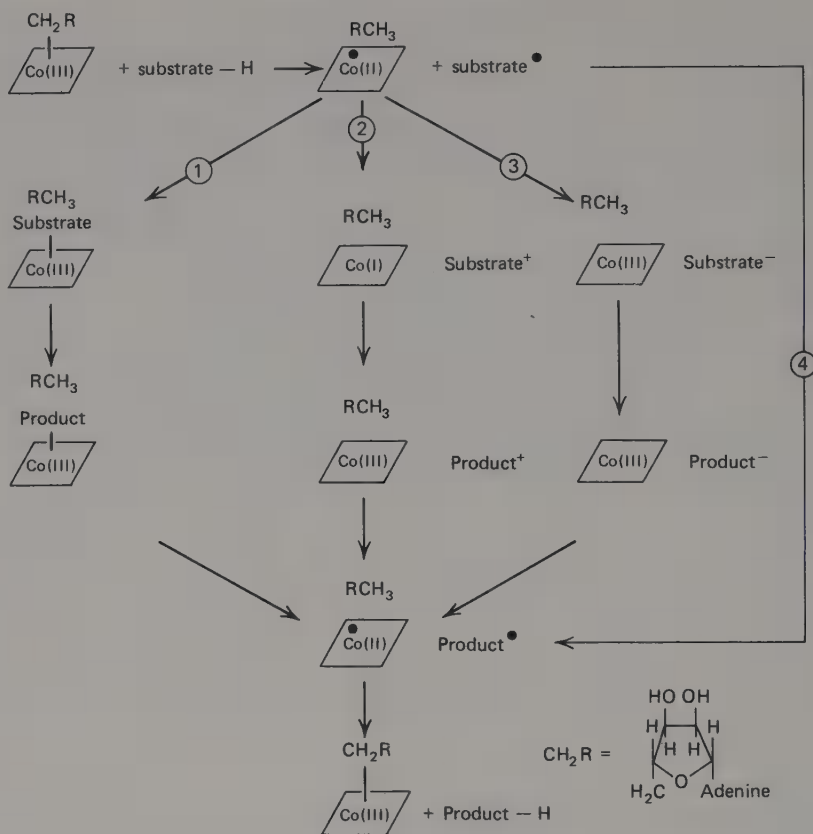 CH₂R
Co(III) + substrate — H
RCH₃
Co(II) + substrate•
2
1
3
RCH₃
Substrate
Co(III)
RCH₃
Co(I) Substrate⁺
RCH₃
Co(III) Substrate⁻
4
RCH₃
Product
Co(III)
RCH₃
Co(III) Product⁺
Co(III) Product⁻
RCH₃
Co(II) Product•
CH₂R
Co(III) + Product — H
CH₂R =
HO OH
H H
H H
O
H₂C Adenine